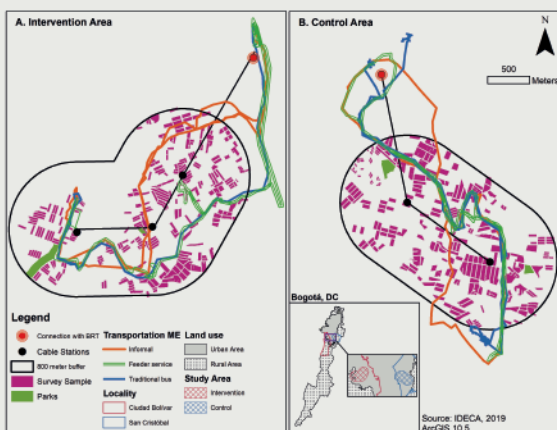 A. Intervention Area
B. Control Area
N
500
Meters
Legend
Connection with BRT
Cable Stations
800 meter buffer
Survey Sample
Parks
Transportation ME
Informal
Feeder service
Traditional bus
Locality
Ciudad Bolívar
San Cristóbal
Land use
Urban Area
Rural Area
Study Area
Intervention
Control
Bogotá, DC
Source: IDECA, 2019
ArcGIS 10.5